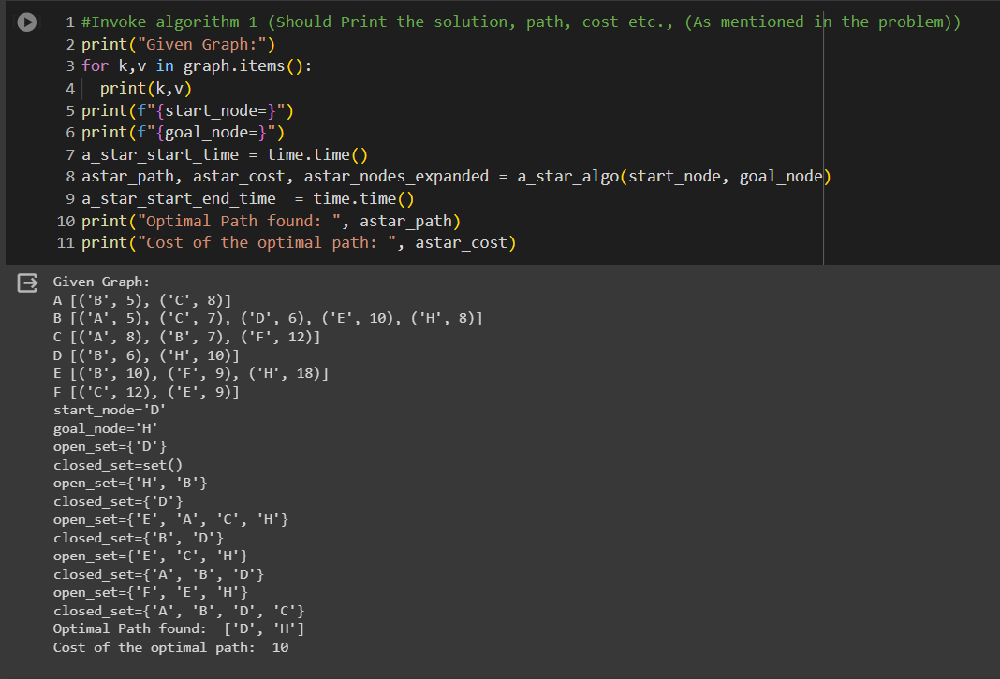 1 #Invoke algorithm 1 (Should Print the solution, path, cost etc., (As mentioned in the problem))
2 print("Given Graph:")
3 for k,v in graph.items():
4   print(k,v)
5 print(f"{start_node=}")
6 print(f"{goal_node=}")
7 a_star_start_time = time.time()
8 astar_path, astar_cost, astar_nodes_expanded = a_star_algo(start_node, goal_node)
9 a_star_start_end_time  = time.time()
10 print("Optimal Path found: ", astar_path)
11 print("Cost of the optimal path: ", astar_cost)
Given Graph:
A [('B', 5), ('C', 8)]
B [('A', 5), ('C', 7), ('D', 6), ('E', 10), ('H', 8)]
C [('A', 8), ('B', 7), ('F', 12)]
D [('B', 6), ('H', 10)]
E [('B', 10), ('F', 9), ('H', 18)]
F [('C', 12), ('E', 9)]
start_node='D'
goal_node='H'
open_set={'D'}
closed_set=set()
open_set={'H', 'B'}
closed_set={'D'}
open_set={'E', 'A', 'C', 'H'}
closed_set={'B', 'D'}
open_set={'E', 'C', 'H'}
closed_set={'A', 'B', 'D'}
open_set={'F', 'E', 'H'}
closed_set={'A', 'B', 'D', 'C'}
Optimal Path found:  ['D', 'H']
Cost of the optimal path:  10